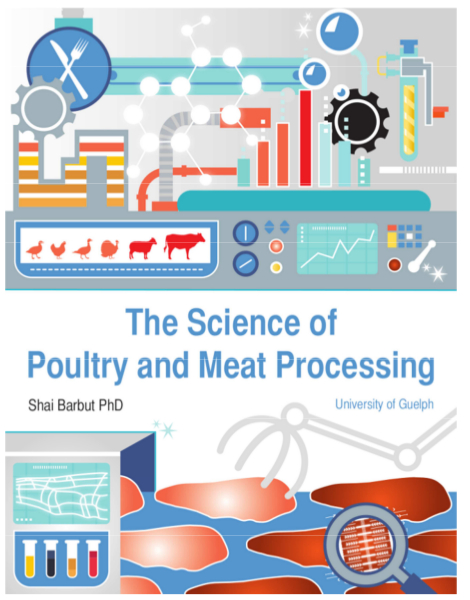 The Science of
Poultry and Meat Processing
Shai Barbut PhD
University of Guelph